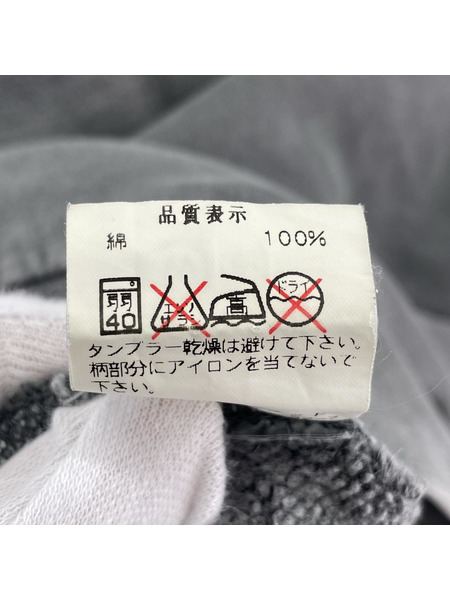 品質表示
綿 100%
弱 エンソ 高 ドライ
40 サラシ
タンブラー乾燥は避けて下さい。
柄部分にアイロンを当てないで
下さい。